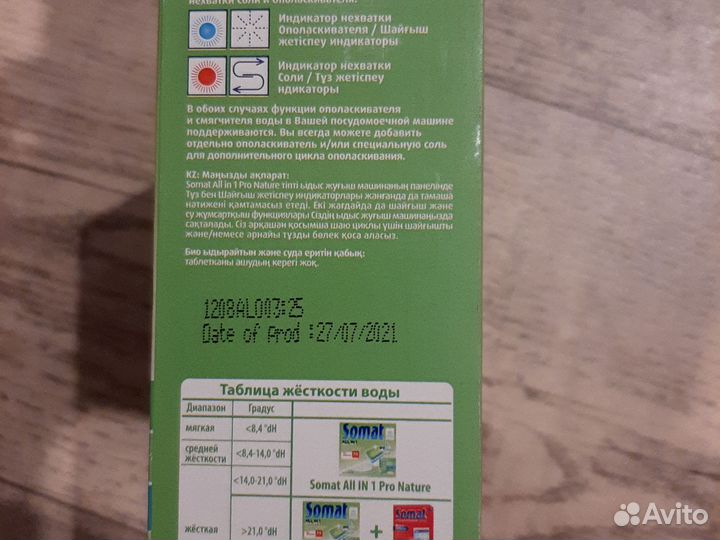 нехватки соли и ополаскивателя.
Индикатор нехватки
Ополаскивателя / Шайғыш
жетіспеу индикаторы
Индикатор нехватки
Соли / Тұз жетіспеу
ндикаторы
В обоих случаях функции ополаскивателя
и смягчителя воды в Вашей посудомоечной машине
поддерживаются. Вы всегда можете добавить
отдельно ополаскиватель и/или специальную соль
для дополнительного цикла ополаскивания.
KZ: Маңызды ақпарат:
Somat All in 1 Pro Nature тіпті ыдыс жуғыш машинаның панелінде
Тұз бен Шайғыш жетіспеу индикаторлары жанғанда да тамаша
нәтижені қамтамасыз етеді. Екі жағдайда да шайғыш және
су жұмсартқыш функциялары Сіздің ыдыс жуғыш машинаңызда
сақталады. Сіз әрқашан қосымша шаю циклы үшін шайғышты
және/немесе арнайы тұзды бөлек қоса аласыз.
Био ыдырайтын және суда еритін қабық:
таблетканы ашудың керегі жоқ.
1208AL003:25
Date of Prod :27/07/2021
Таблица жёсткости воды
Диапазон Градус
мягкая <8,4 °dH
средней
жёсткости <8,4-14,0 °dH
<14,0-21,0 °dH
Somat
Somat All IN 1 Pro Nature
жёсткая >21,0 °dH
Somat + Somat
Avito